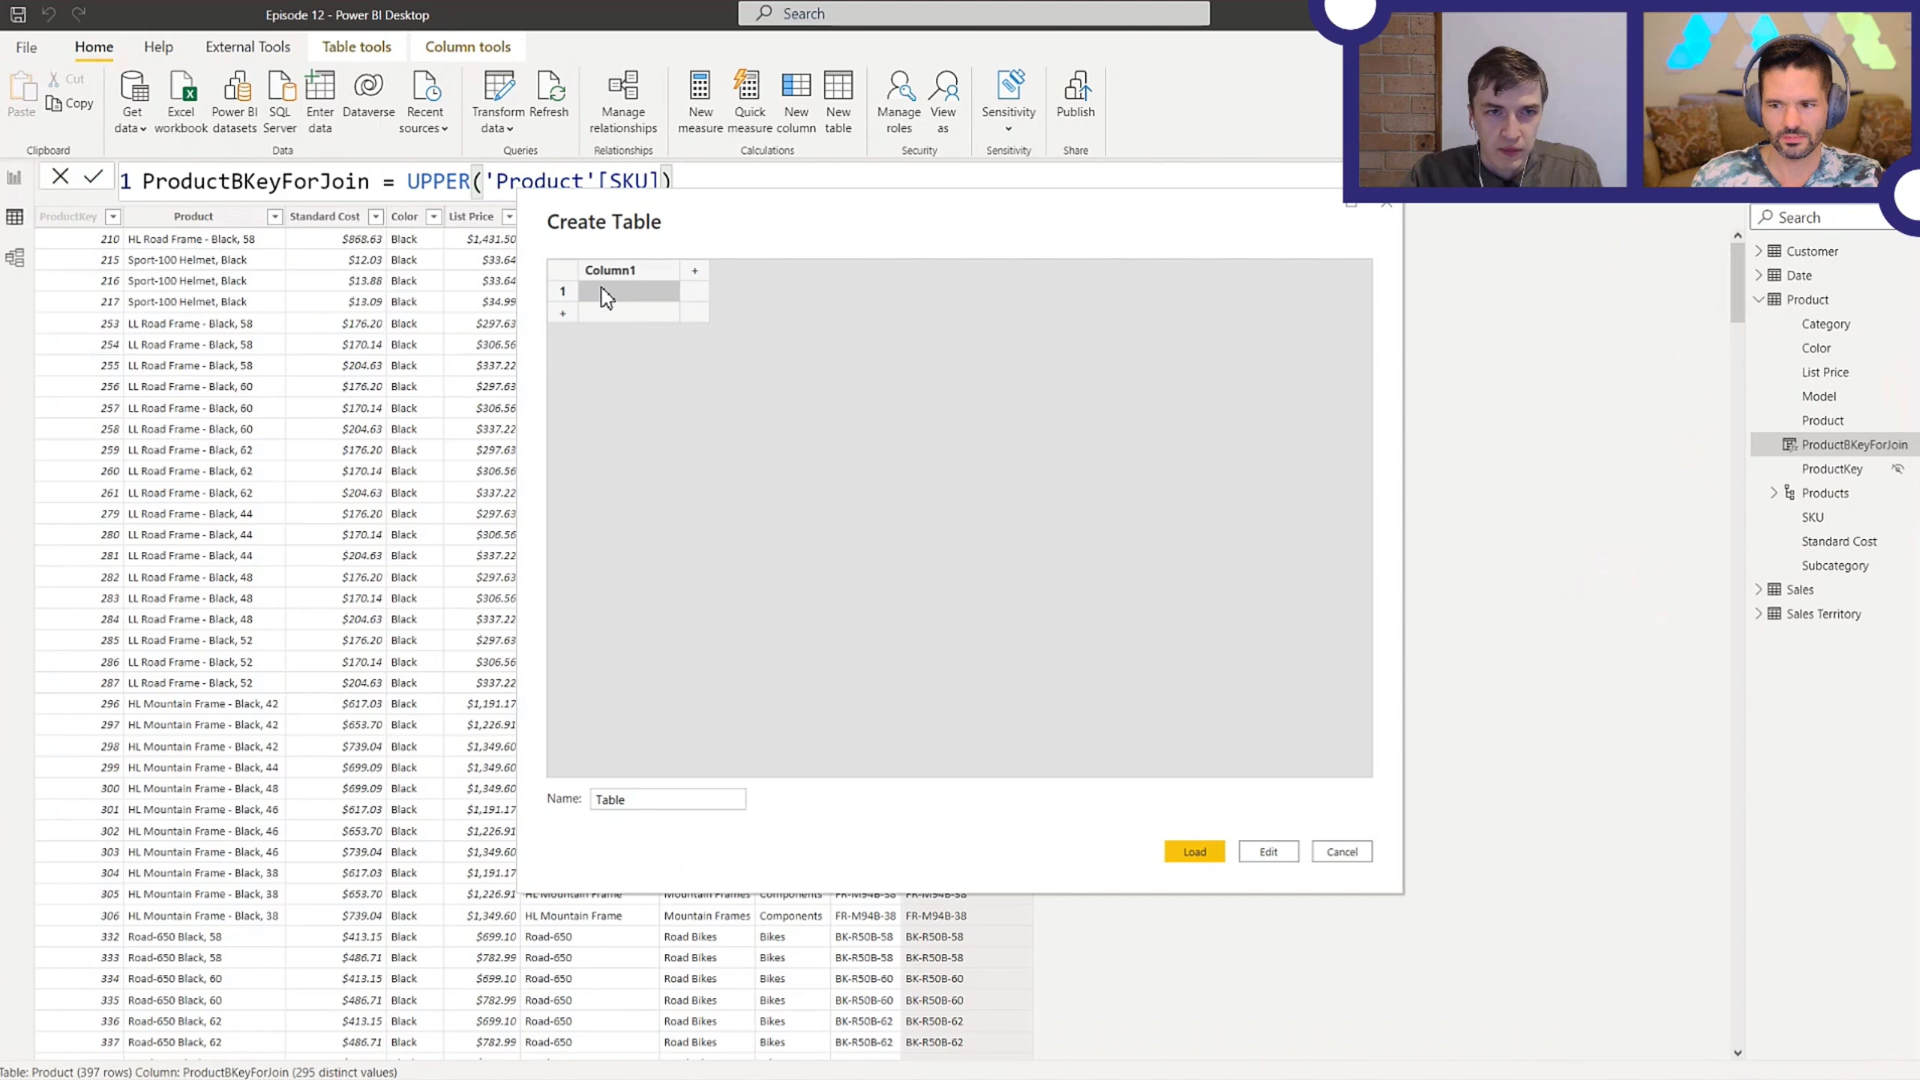 Episode 12 - Power BI Desktop
Search
File Home Help External Tools Table tools Column tools
Paste
Cut
Copy
Clipboard
Get data
Excel workbook
Power BI datasets
SQL Server
Enter data
Dataverse
Recent sources
Data
Transform data
Refresh
Queries
Manage relationships
Relationships
New measure
Quick measure
New column
New table
Calculations
Manage roles
View as
Security
Sensitivity
Sensitivity
Publish
Share
1 ProductBKeyForJoin = UPPER('Product'[SKU])
ProductKey Product Standard Cost Color List Price
210 HL Road Frame - Black, 58 $868.63 Black $1,431.50
215 Sport-100 Helmet, Black $12.03 Black $33.64
216 Sport-100 Helmet, Black $13.88 Black $33.64
217 Sport-100 Helmet, Black $13.09 Black $34.99
253 LL Road Frame - Black, 58 $176.20 Black $297.63
254 LL Road Frame - Black, 58 $170.14 Black $306.56
255 LL Road Frame - Black, 58 $204.63 Black $337.22
256 LL Road Frame - Black, 60 $176.20 Black $297.63
257 LL Road Frame - Black, 60 $170.14 Black $306.56
258 LL Road Frame - Black, 60 $204.63 Black $337.22
259 LL Road Frame - Black, 62 $176.20 Black $297.63
260 LL Road Frame - Black, 62 $170.14 Black $306.56
261 LL Road Frame - Black, 62 $204.63 Black $337.22
279 LL Road Frame - Black, 44 $176.20 Black $297.63
280 LL Road Frame - Black, 44 $170.14 Black $306.56
281 LL Road Frame - Black, 44 $204.63 Black $337.22
282 LL Road Frame - Black, 48 $176.20 Black $297.63
283 LL Road Frame - Black, 48 $170.14 Black $306.56
284 LL Road Frame - Black, 48 $204.63 Black $337.22
285 LL Road Frame - Black, 52 $176.20 Black $297.63
286 LL Road Frame - Black, 52 $170.14 Black $306.56
287 LL Road Frame - Black, 52 $204.63 Black $337.22
296 HL Mountain Frame - Black, 42 $617.03 Black $1,191.17
297 HL Mountain Frame - Black, 42 $653.70 Black $1,226.91
298 HL Mountain Frame - Black, 42 $739.04 Black $1,349.60
299 HL Mountain Frame - Black, 44 $699.09 Black $1,349.60
300 HL Mountain Frame - Black, 48 $699.09 Black $1,349.60
301 HL Mountain Frame - Black, 46 $617.03 Black $1,191.17
302 HL Mountain Frame - Black, 46 $653.70 Black $1,226.91
303 HL Mountain Frame - Black, 46 $739.04 Black $1,349.60
304 HL Mountain Frame - Black, 38 $617.03 Black $1,191.17
305 HL Mountain Frame - Black, 38 $653.70 Black $1,226.91 HL Mountain Frame Mountain Frames Components FR-M94B-38 FR-M94B-38
306 HL Mountain Frame - Black, 38 $739.04 Black $1,349.60 HL Mountain Frame Mountain Frames Components FR-M94B-38 FR-M94B-38
332 Road-650 Black, 58 $413.15 Black $699.10 Road-650 Road Bikes Bikes BK-R50B-58 BK-R50B-58
333 Road-650 Black, 58 $486.71 Black $782.99 Road-650 Road Bikes Bikes BK-R50B-58 BK-R50B-58
334 Road-650 Black, 60 $413.15 Black $699.10 Road-650 Road Bikes Bikes BK-R50B-60 BK-R50B-60
335 Road-650 Black, 60 $486.71 Black $782.99 Road-650 Road Bikes Bikes BK-R50B-60 BK-R50B-60
336 Road-650 Black, 62 $413.15 Black $699.10 Road-650 Road Bikes Bikes BK-R50B-62 BK-R50B-62
337 Road-650 Black, 62 $486.71 Black $782.99 Road-650 Road Bikes Bikes BK-R50B-62 BK-R50B-62
Create Table
Column1 +
1
+
Name: Table
Load Edit Cancel
Search
Customer
Date
Product
Category
Color
List Price
Model
Product
ProductBKeyForJoin
ProductKey
Products
SKU
Standard Cost
Subcategory
Sales
Sales Territory
Table: Product (397 rows) Column: ProductBKeyForJoin (295 distinct values)